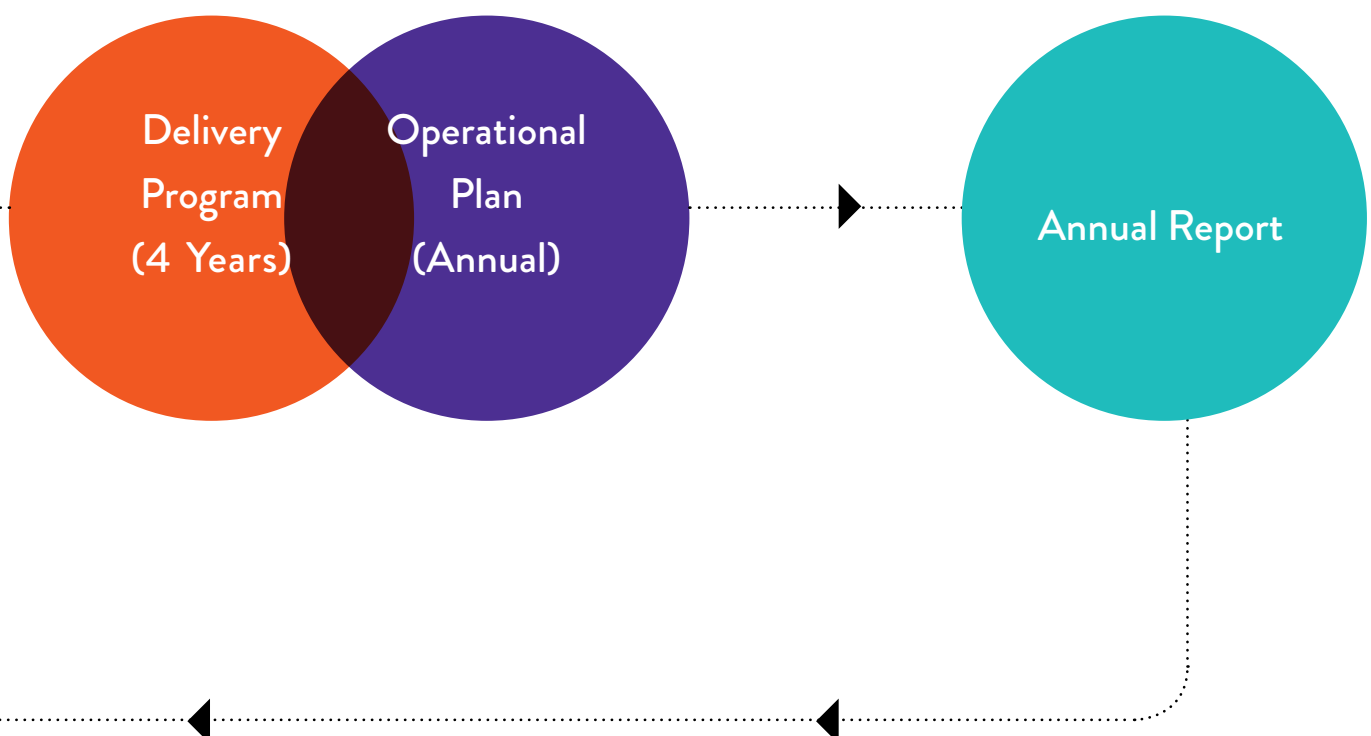 Delivery
Program
(4 Years)
Operational
Plan
(Annual)
Annual Report